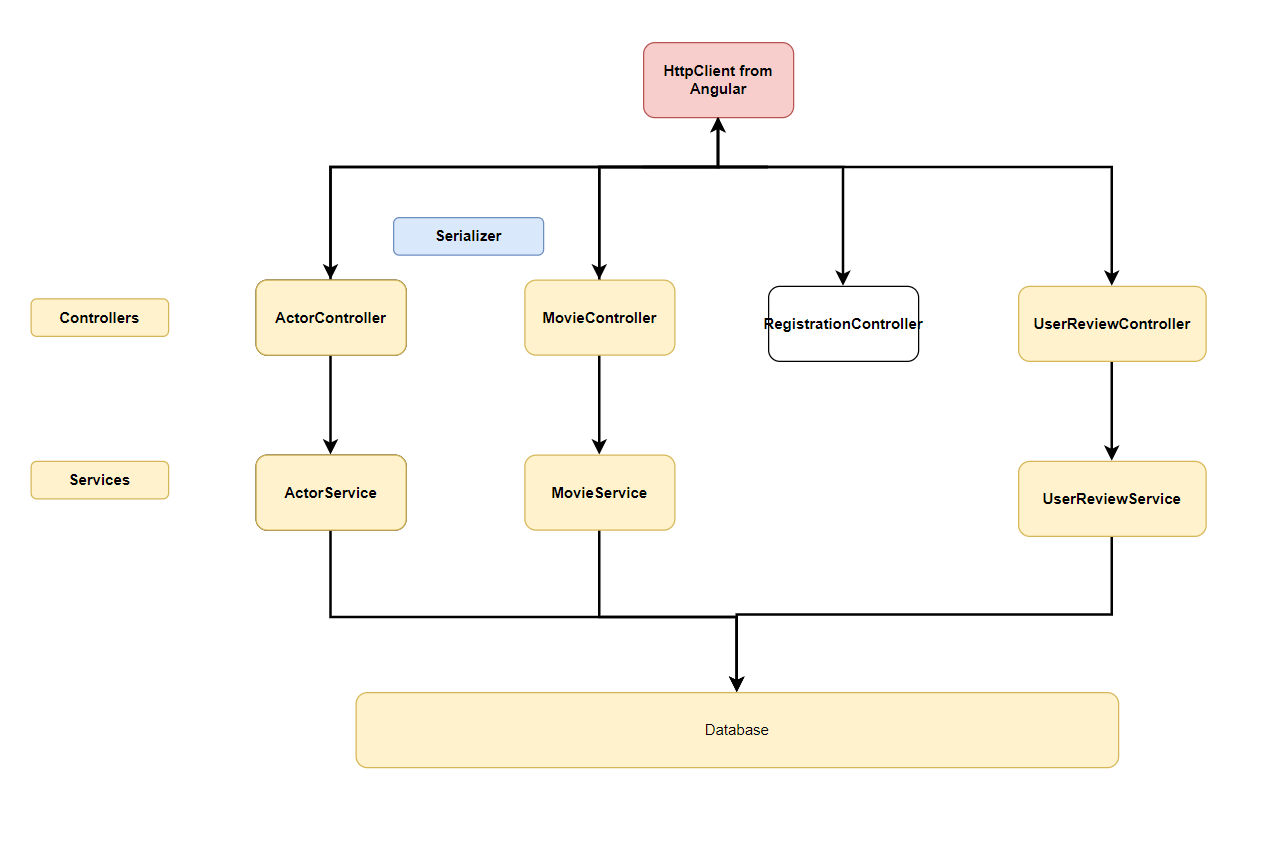 HttpClient from
Angular
Serializer
Controllers
ActorController
MovieController
RegistrationController
UserReviewController
Services
ActorService
MovieService
UserReviewService
Database